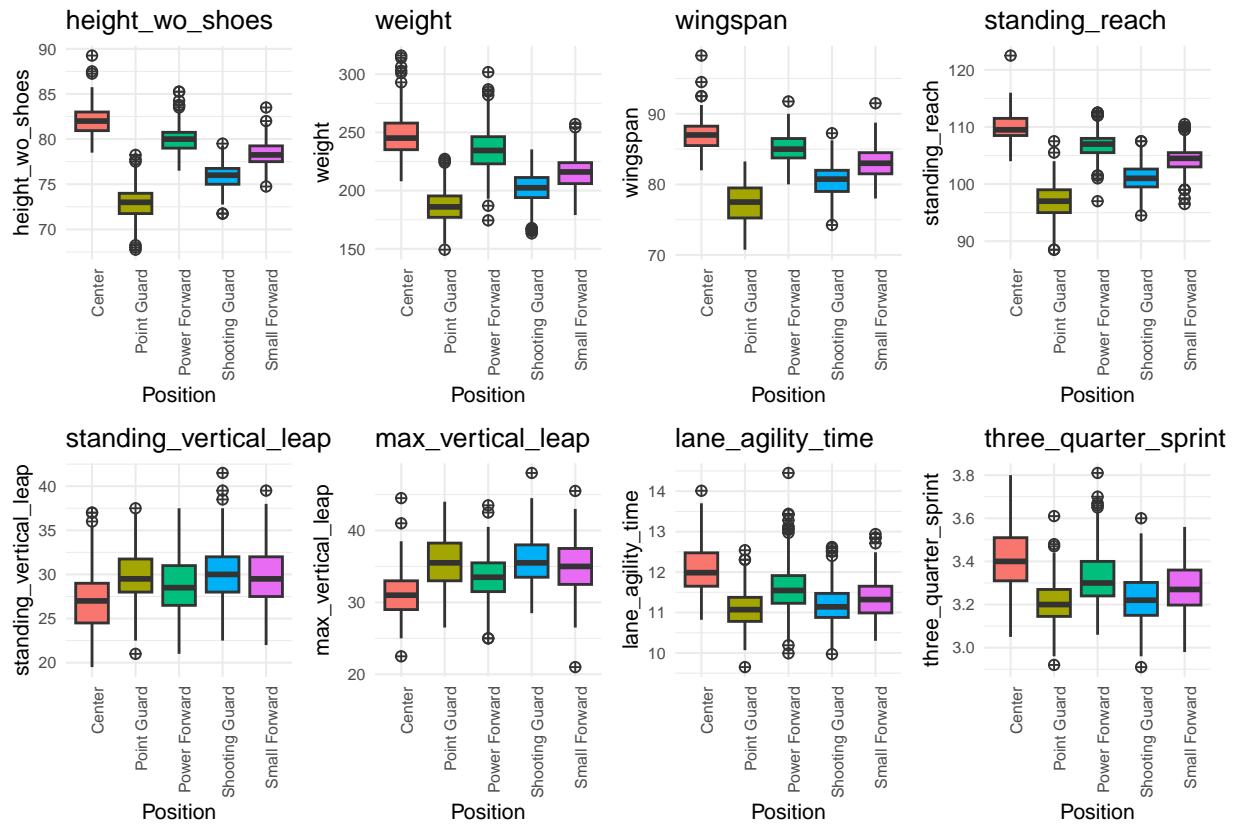 height_wo_shoes
height_wo_shoes
90
85
80
75
70
Center
Point Guard
Power Forward
Shooting Guard
Small Forward
Position
weight
weight
300
250
200
150
Center
Point Guard
Power Forward
Shooting Guard
Small Forward
Position
wingspan
wingspan
90
80
70
Center
Point Guard
Power Forward
Shooting Guard
Small Forward
Position
standing_reach
standing_reach
120
110
100
90
Center
Point Guard
Power Forward
Shooting Guard
Small Forward
Position
standing_vertical_leap
standing_vertical_leap
40
35
30
25
20
Center
Point Guard
Power Forward
Shooting Guard
Small Forward
Position
max_vertical_leap
max_vertical_leap
40
30
20
Center
Point Guard
Power Forward
Shooting Guard
Small Forward
Position
lane_agility_time
lane_agility_time
14
13
12
11
10
Center
Point Guard
Power Forward
Shooting Guard
Small Forward
Position
three_quarter_sprint
three_quarter_sprint
3.8
3.6
3.4
3.2
3.0
Center
Point Guard
Power Forward
Shooting Guard
Small Forward
Position